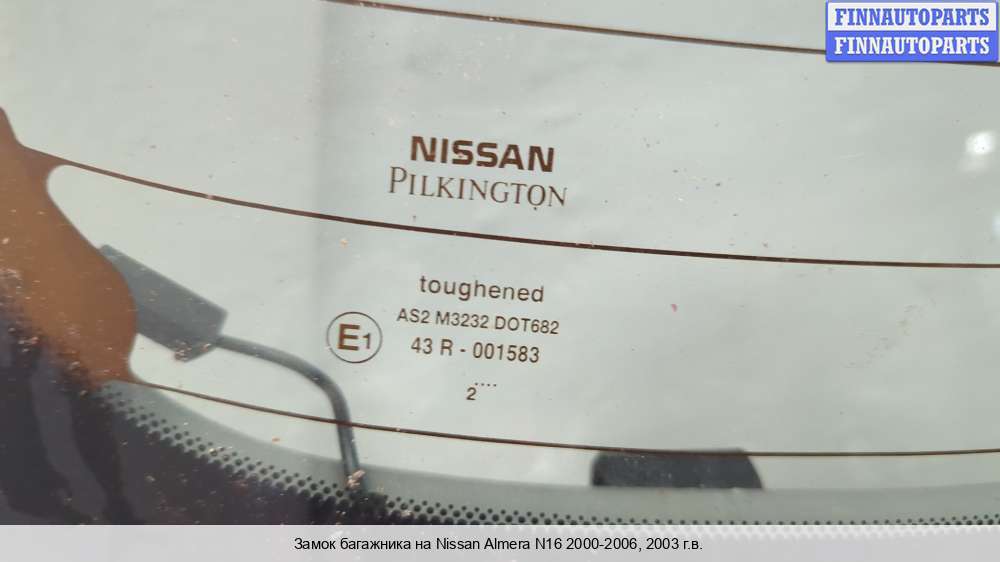 FINNAUTOPARTS
FINNAUTOPARTS
NISSAN
PILKINGTON
toughened
AS2 M3232 DOT682
E1
43 R - 001583
....
2
Замок багажника на Nissan Almera N16 2000-2006, 2003 г.в.